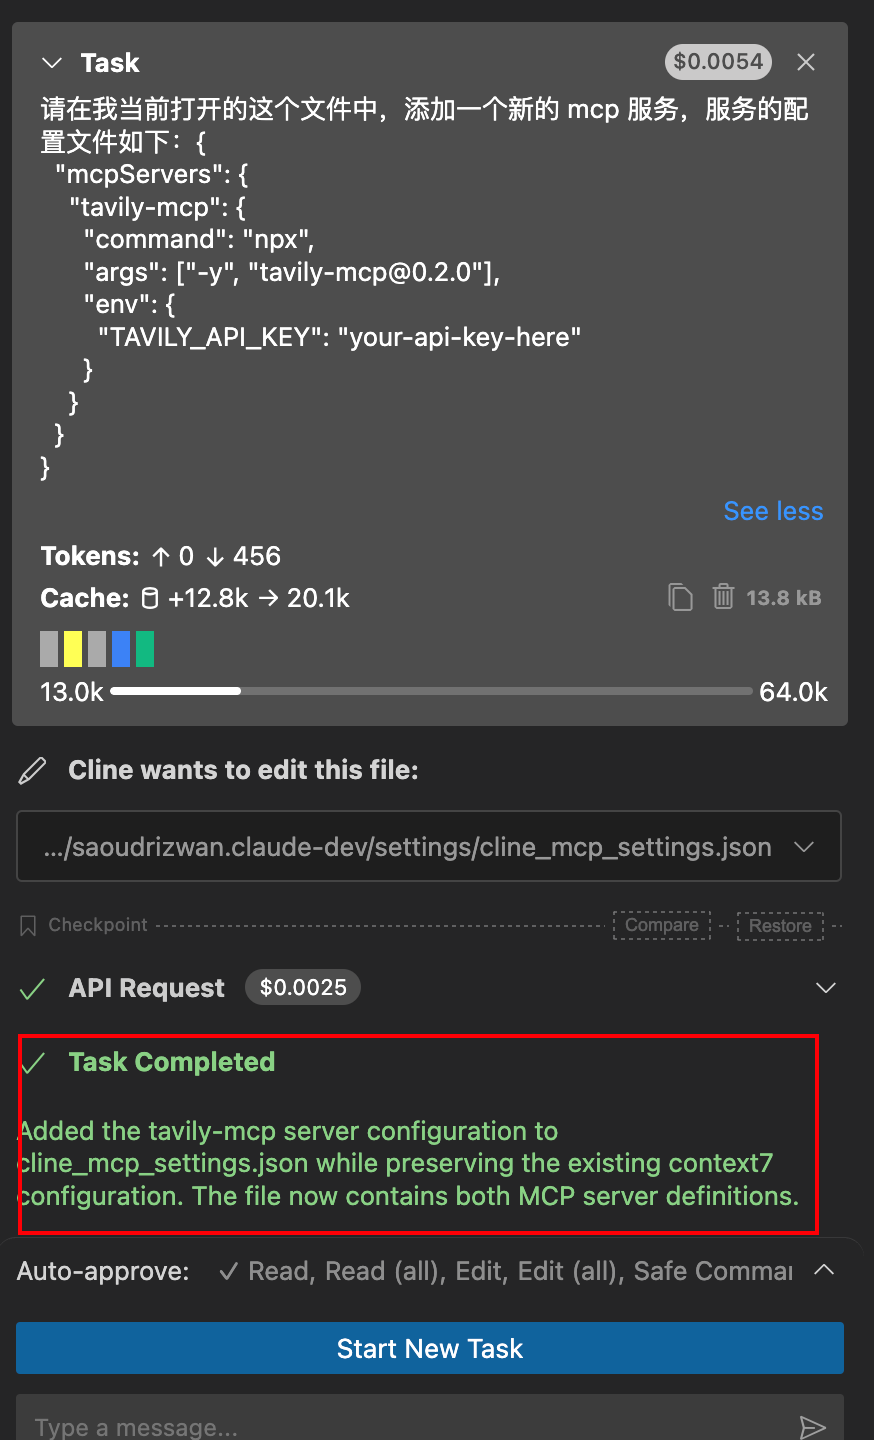 Task
$0.0054
请在我当前打开的这个文件中，添加一个新的 mcp 服务，服务的配
置文件如下：{
"mcpServers": {
"tavily-mcp": {
"command": "npx",
"args": ["-y", "tavily-mcp@0.2.0"],
"env": {
"TAVILY_API_KEY": "your-api-key-here"
}
}
}
}
See less
Tokens: ↑ 0 ↓ 456
Cache: +12.8k → 20.1k
13.8 kB
13.0k 64.0k
Cline wants to edit this file:
.../saoudrizwan.claude-dev/settings/cline_mcp_settings.json
Checkpoint Compare Restore
API Request $0.0025
Task Completed
Added the tavily-mcp server configuration to
cline_mcp_settings.json while preserving the existing context7
configuration. The file now contains both MCP server definitions.
Auto-approve: ✓ Read, Read (all), Edit, Edit (all), Safe
Start New Task
Type a message...